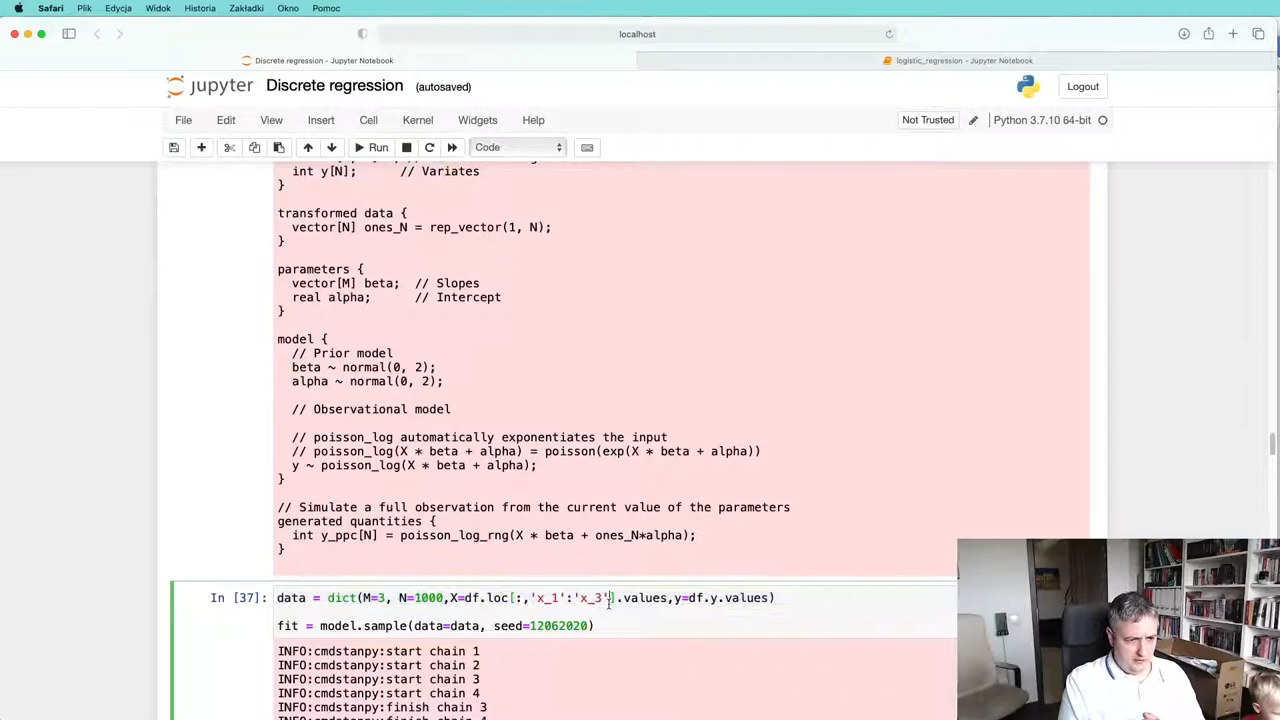 Safari Plik Edycja Widok Historia Zakładki Okno Pomoc
localhost
Discrete regression - Jupyter Notebook
logistic_regression - Jupyter Notebook
jupyter Discrete regression (autosaved)
Logout
File Edit View Insert Cell Kernel Widgets Help
Not Trusted
Python 3.7.10 64-bit
Run
Code
int y[N]; // Variates
}
transformed data {
vector[N] ones_N = rep_vector(1, N);
}
parameters {
vector[M] beta; // Slopes
real alpha; // Intercept
}
model {
// Prior model
beta ~ normal(0, 2);
alpha ~ normal(0, 2);
// Observational model
// poisson_log automatically exponentiates the input
// poisson_log(X * beta + alpha) = poisson(exp(X * beta + alpha))
y ~ poisson_log(X * beta + alpha);
}
// Simulate a full observation from the current value of the parameters
generated quantities {
int y_ppc[N] = poisson_log_rng(X * beta + ones_N*alpha);
}
In [37]: data = dict(M=3, N=1000,X=df.loc[:,'x_1':'x_3'].values,y=df.y.values)
fit = model.sample(data=data, seed=12062020)
INFO:cmdstanpy:start chain 1
INFO:cmdstanpy:start chain 2
INFO:cmdstanpy:start chain 3
INFO:cmdstanpy:start chain 4
INFO:cmdstanpy:finish chain 3